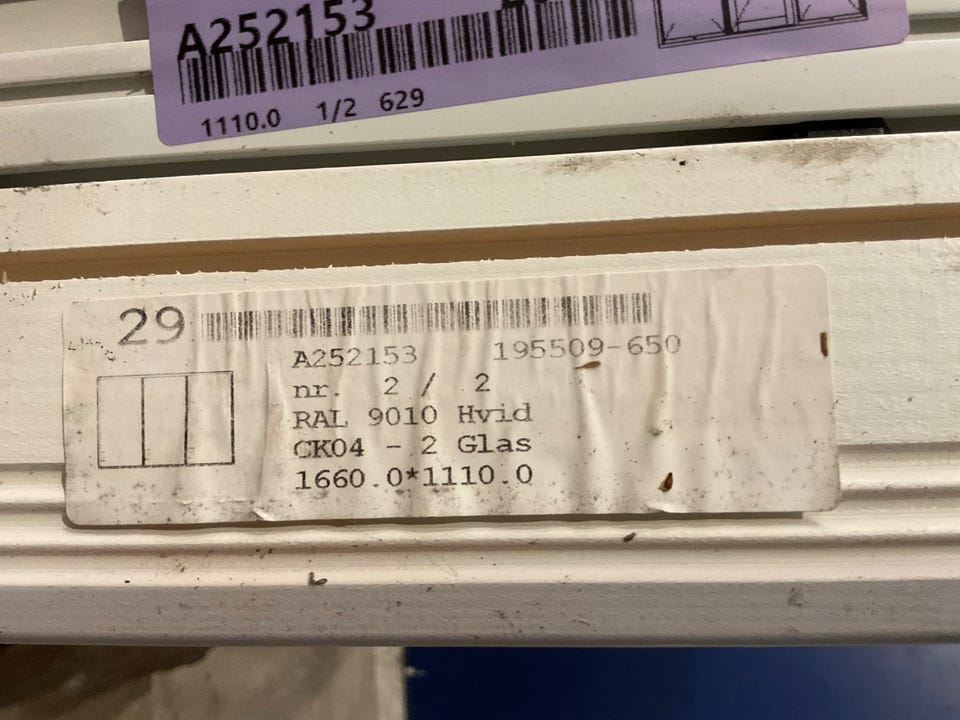 A252153
1110.0 1/2 629
29
A252153 195509-650
nr. 2 / 2
RAL 9010 Hvid
CK04 - 2 Glas
1660.0*1110.0